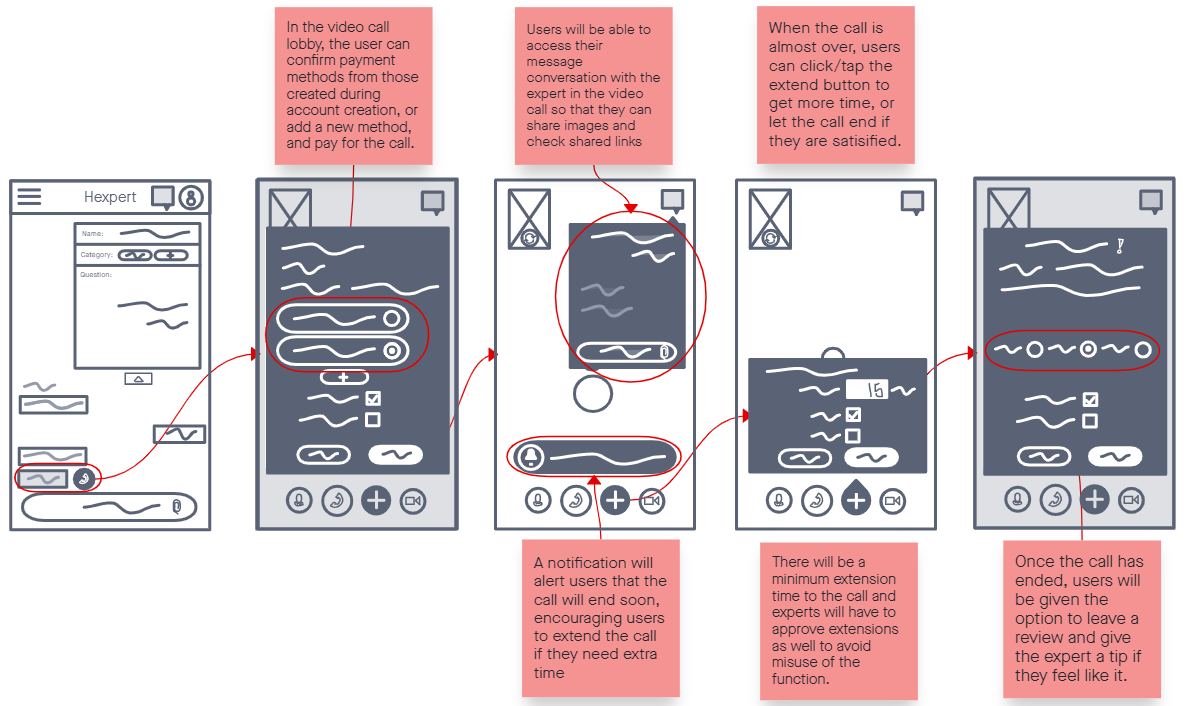 In the video call
lobby, the user can
confirm payment
methods from those
created during
account creation, or
add a new method,
and pay for the call.
Users will be able to
access their
message
conversation with the
expert in the video
call so that they can
share images and
check shared links
When the call is
almost over, users
can click/tap the
extend button to
get more time, or
let the call end if
they are satisified.
Hexpert
Name:
Category:
Question:
15
A notification will
alert users that the
call will end soon,
encouraging users
to extend the call
if they need extra
time
There will be a
minimum extension
time to the call and
experts will have to
approve extensions
as well to avoid
misuse of the
function.
Once the call has
ended, users will
be given the
option to leave a
review and give
the expert a tip if
they feel like it.